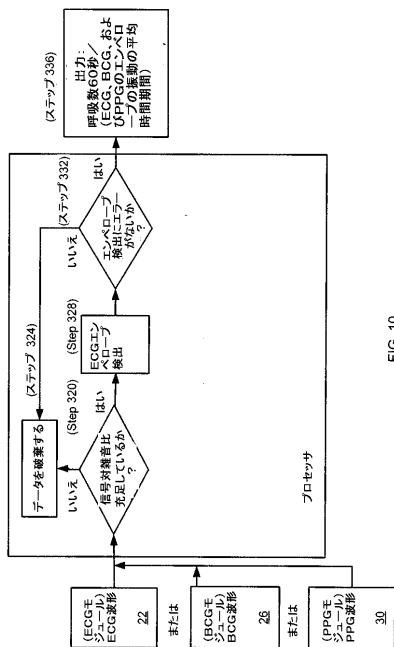 (ECGモ
ジュール)
ECG波形
22
または
(BCGモ
ジュール)
BCG波形
26
または
(PPGモ
ジュール)
PPG波形
30
プロセッサ
信号対雑音比
充足しているか
?
(Step 320)
いいえ
はい
データを破棄する
(ステップ 324)
(Step 328)
ECGエン
ベロープ
検出
エンベロープ
検出にエラー
がないか
?
(ステップ 332)
いいえ
はい
(ステップ 336)
出力:
呼吸数60秒/
(ECG、BCG、およ
びPPGのエンベロ
ープの振動の平均
時間期間)
FIG. 10